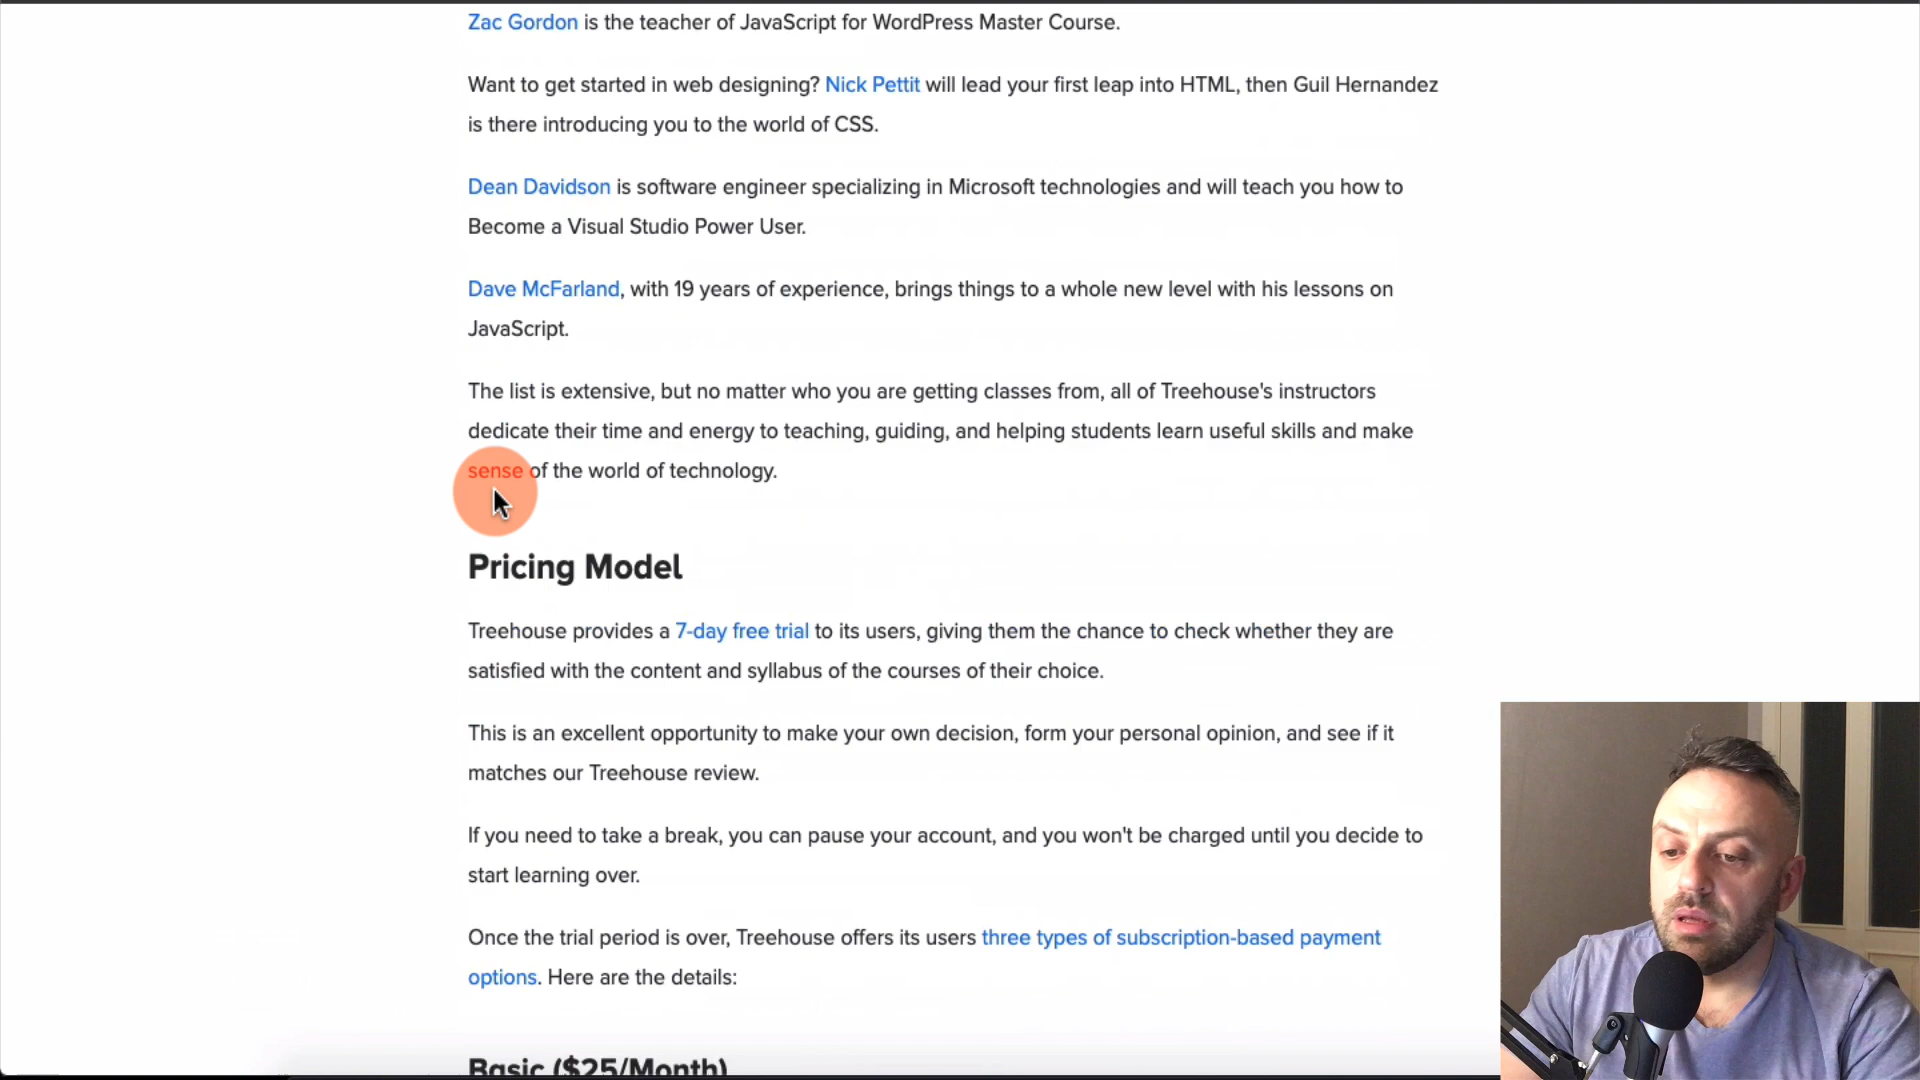 Zac Gordon is the teacher of JavaScript for WordPress Master Course.
Want to get started in web designing? Nick Pettit will lead your first leap into HTML, then Guil Hernandez
is there introducing you to the world of CSS.
Dean Davidson is software engineer specializing in Microsoft technologies and will teach you how to
Become a Visual Studio Power User.
Dave McFarland, with 19 years of experience, brings things to a whole new level with his lessons on
JavaScript.
The list is extensive, but no matter who you are getting classes from, all of Treehouse's instructors
dedicate their time and energy to teaching, guiding, and helping students learn useful skills and make
sense of the world of technology.
Pricing Model
Treehouse provides a 7-day free trial to its users, giving them the chance to check whether they are
satisfied with the content and syllabus of the courses of their choice.
This is an excellent opportunity to make your own decision, form your personal opinion, and see if it
matches our Treehouse review.
If you need to take a break, you can pause your account, and you won't be charged until you decide to
start learning over.
Once the trial period is over, Treehouse offers its users three types of subscription-based payment
options. Here are the details:
Basic ($25/Month)